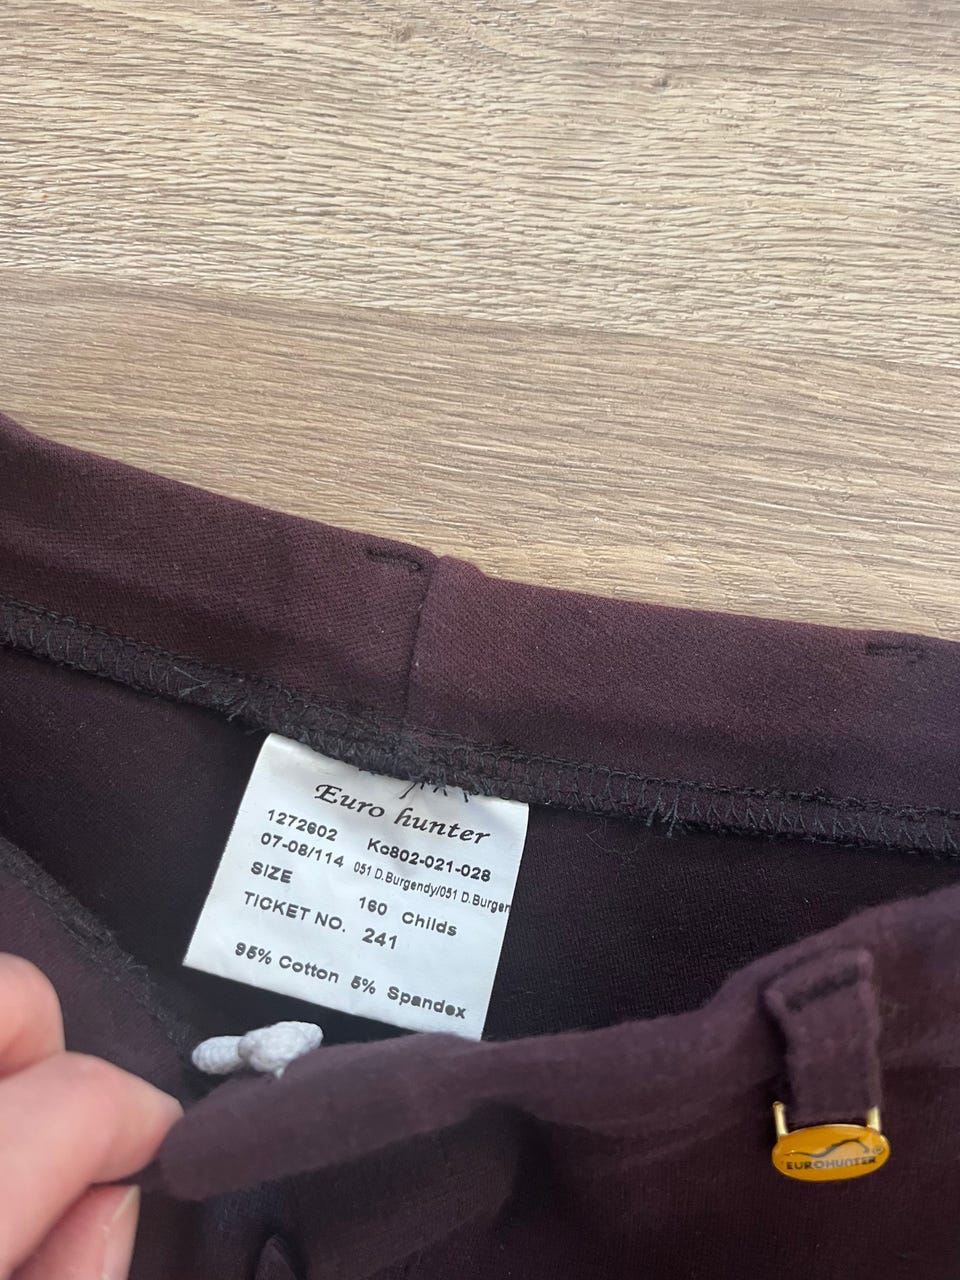 Euro hunter
1272602 Kc802-021-028
07-08/114 051 D.Burgendy/051 D.Burgen
SIZE 160 Childs
TICKET NO. 241
95% Cotton 5% Spandex
EUROHUNTER®